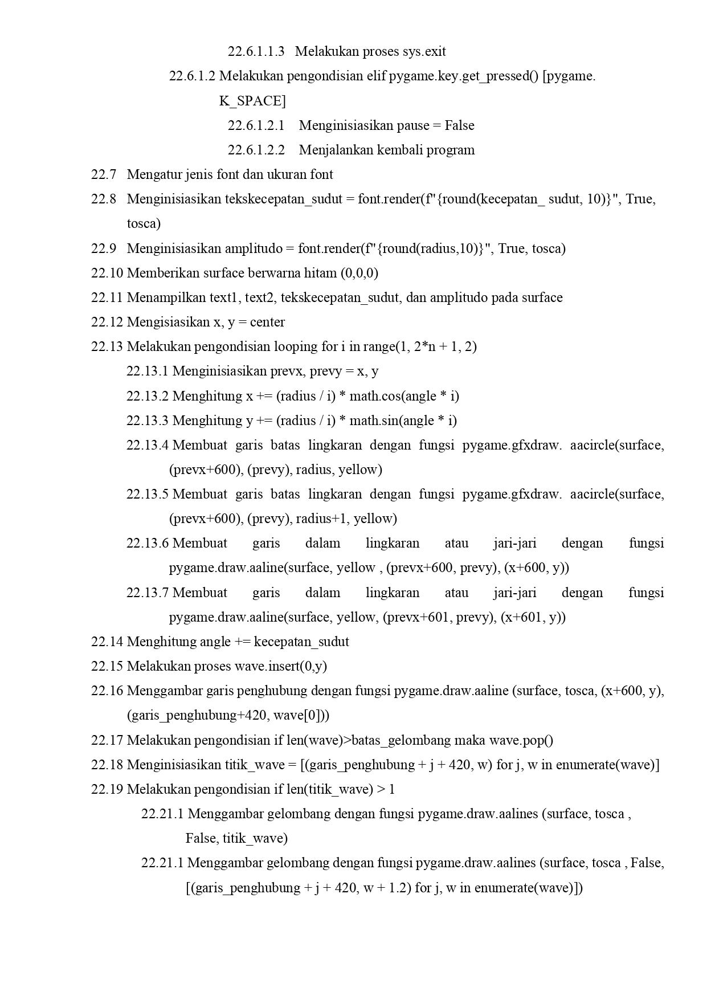 22.6.1.1.3 Melakukan proses sys.exit
22.6.1.2 Melakukan pengondisian elif pygame.key.get_pressed() [pygame.
K_SPACE]
22.6.1.2.1 Menginisiasikan pause = False
22.6.1.2.2 Menjalankan kembali program
22.7 Mengatur jenis font dan ukuran font
22.8 Menginisiasikan tekskecepatan_sudut = font.render(f"{round(kecepatan_ sudut, 10)}", True,
tosca)
22.9 Menginisiasikan amplitudo = font.render(f"{round(radius,10)}", True, tosca)
22.10 Memberikan surface berwarna hitam (0,0,0)
22.11 Menampilkan text1, text2, tekskecepatan_sudut, dan amplitudo pada surface
22.12 Mengisiasikan x, y = center
22.13 Melakukan pengondisian looping for i in range(1, 2*n + 1, 2)
22.13.1 Menginisiasikan prevx, prevy = x, y
22.13.2 Menghitung x += (radius / i) * math.cos(angle * i)
22.13.3 Menghitung y += (radius / i) * math.sin(angle * i)
22.13.4 Membuat garis batas lingkaran dengan fungsi pygame.gfxdraw. aacircle(surface,
(prevx+600), (prevy), radius, yellow)
22.13.5 Membuat garis batas lingkaran dengan fungsi pygame.gfxdraw. aacircle(surface,
(prevx+600), (prevy), radius+1, yellow)
22.13.6 Membuat garis dalam lingkaran atau jari-jari dengan fungsi
pygame.draw.aaline(surface, yellow , (prevx+600, prevy), (x+600, y))
22.13.7 Membuat garis dalam lingkaran atau jari-jari dengan fungsi
pygame.draw.aaline(surface, yellow, (prevx+601, prevy), (x+601, y))
22.14 Menghitung angle += kecepatan_sudut
22.15 Melakukan proses wave.insert(0,y)
22.16 Menggambar garis penghubung dengan fungsi pygame.draw.aaline (surface, tosca, (x+600, y),
(garis_penghubung+420, wave[0]))
22.17 Melakukan pengondisian if len(wave)>batas_gelombang maka wave.pop()
22.18 Menginisiasikan titik_wave = [(garis_penghubung + j + 420, w) for j, w in enumerate(wave)]
22.19 Melakukan pengondisian if len(titik_wave) > 1
22.21.1 Menggambar gelombang dengan fungsi pygame.draw.aalines (surface, tosca ,
False, titik_wave)
22.21.1 Menggambar gelombang dengan fungsi pygame.draw.aalines (surface, tosca , False,
[(garis_penghubung + j + 420, w + 1.2) for j, w in enumerate(wave)])